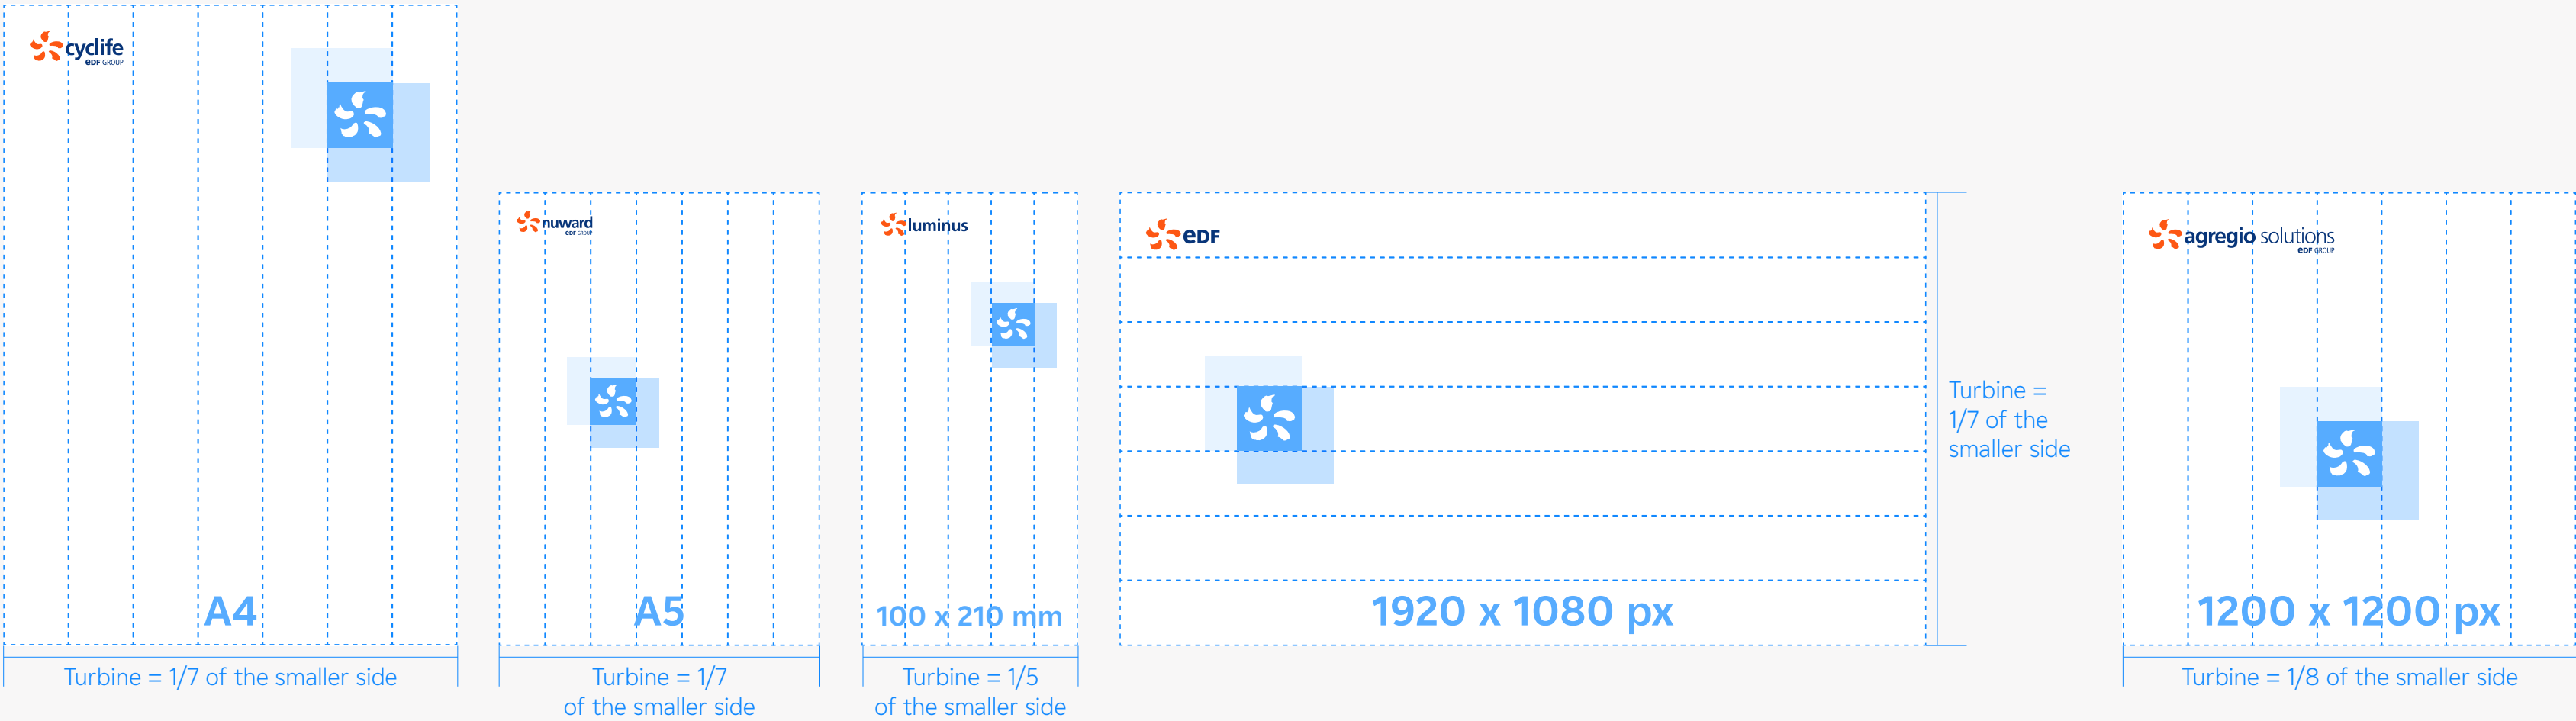 cyclife
eDF GROUP
A4
Turbine = 1/7 of the smaller side
nuward
eDF GROUP
A5
Turbine = 1/7
of the smaller side
luminus
100 x 210 mm
Turbine = 1/5
of the smaller side
eDF
1920 x 1080 px
Turbine =
1/7 of the
smaller side
agregio solutions
eDF GROUP
1200 x 1200 px
Turbine = 1/8 of the smaller side